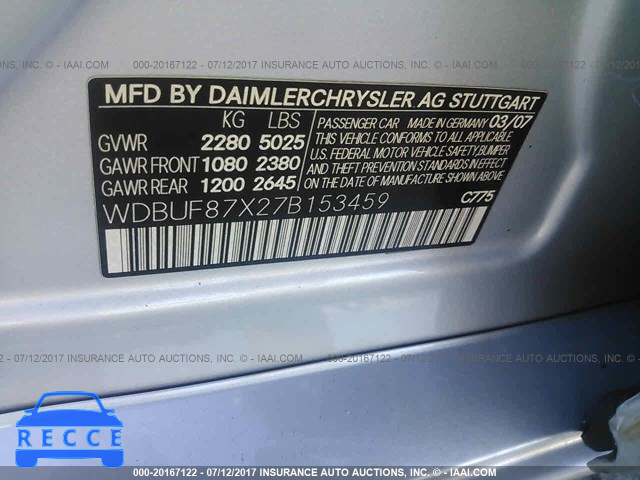 000-20167122 - 07/12/2017 INSURANCE AUTO AUCTIONS, INC. - © - IAAI.COM
MFD BY DAIMLERCHRYSLER AG STUTTGART
KG LBS
GVWR 2280 5025
GAWR FRONT 1080 2380
GAWR REAR 1200 2645
PASSENGER CAR MADE IN GERMANY 03/07
THIS VEHICLE CONFORMS TO ALL APPLICABLE
U.S. FEDERAL MOTOR VEHICLE SAFETY, BUMPER
AND THEFT PREVENTION STANDARDS IN EFFECT
ON THE DATE OF MANUFACTURE SHOWN ABOVE.
WDBUF87X27B153459
C775
000-20167122 - 07/12/2017 INSURANCE AUTO AUCTIONS, INC. - © - IAAI.COM
RECCE
000-20167122 - 07/12/2017 INSURANCE AUTO AUCTIONS, INC. - © - IAAI.COM